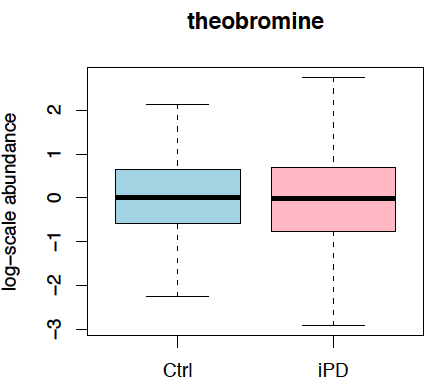 theobromine
log−scale abundance
2
1
0
−1
−2
−3
Ctrl
iPD